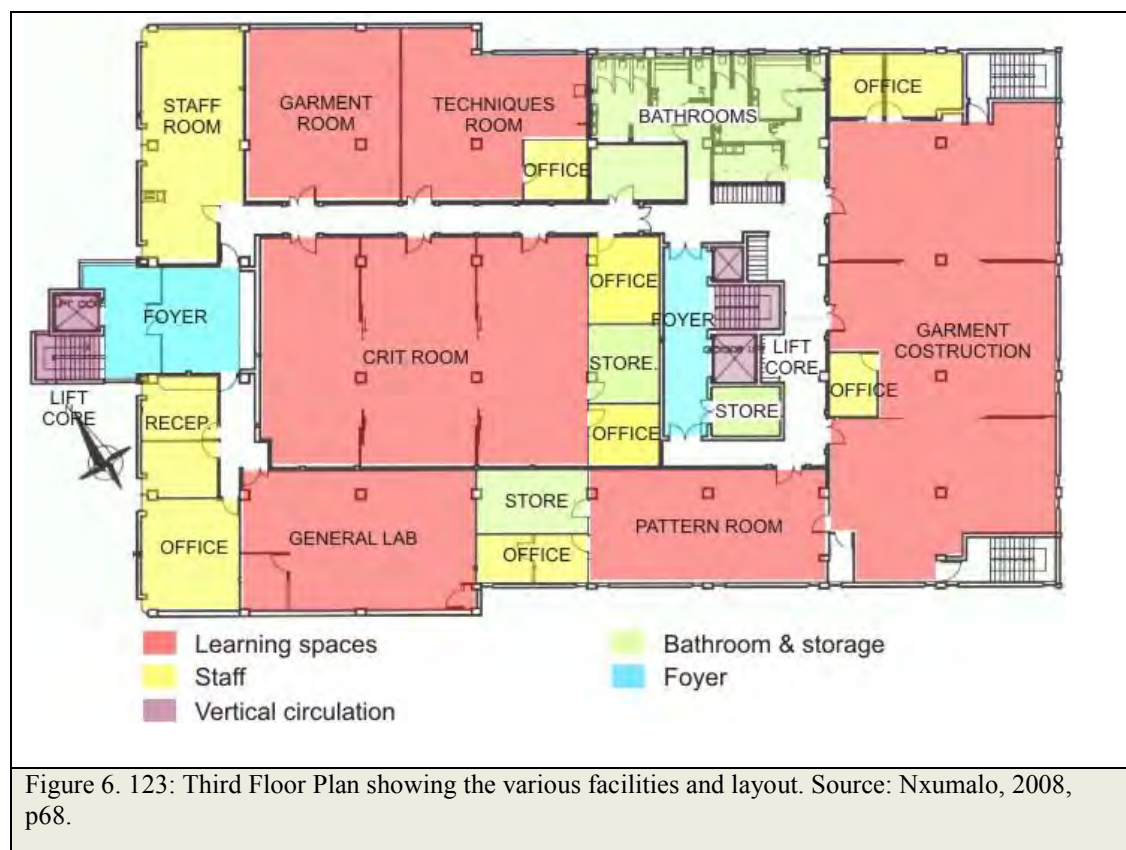 STAFF
ROOM
GARMENT
ROOM
TECHNIQUES
ROOM
OFFICE
BATHROOMS
OFFICE
FOYER
LIFT
CORE
RECEP.
OFFICE
CRIT ROOM
OFFICE
STORE.
OFFICE
FOYER
LIFT
CORE
STORE
GARMENT
COSTRUCTION
OFFICE
GENERAL LAB
STORE
OFFICE
PATTERN ROOM
Learning spaces
Staff
Vertical circulation
Bathroom & storage
Foyer
Figure 6. 123: Third Floor Plan showing the various facilities and layout. Source: Nxumalo, 2008,
p68.